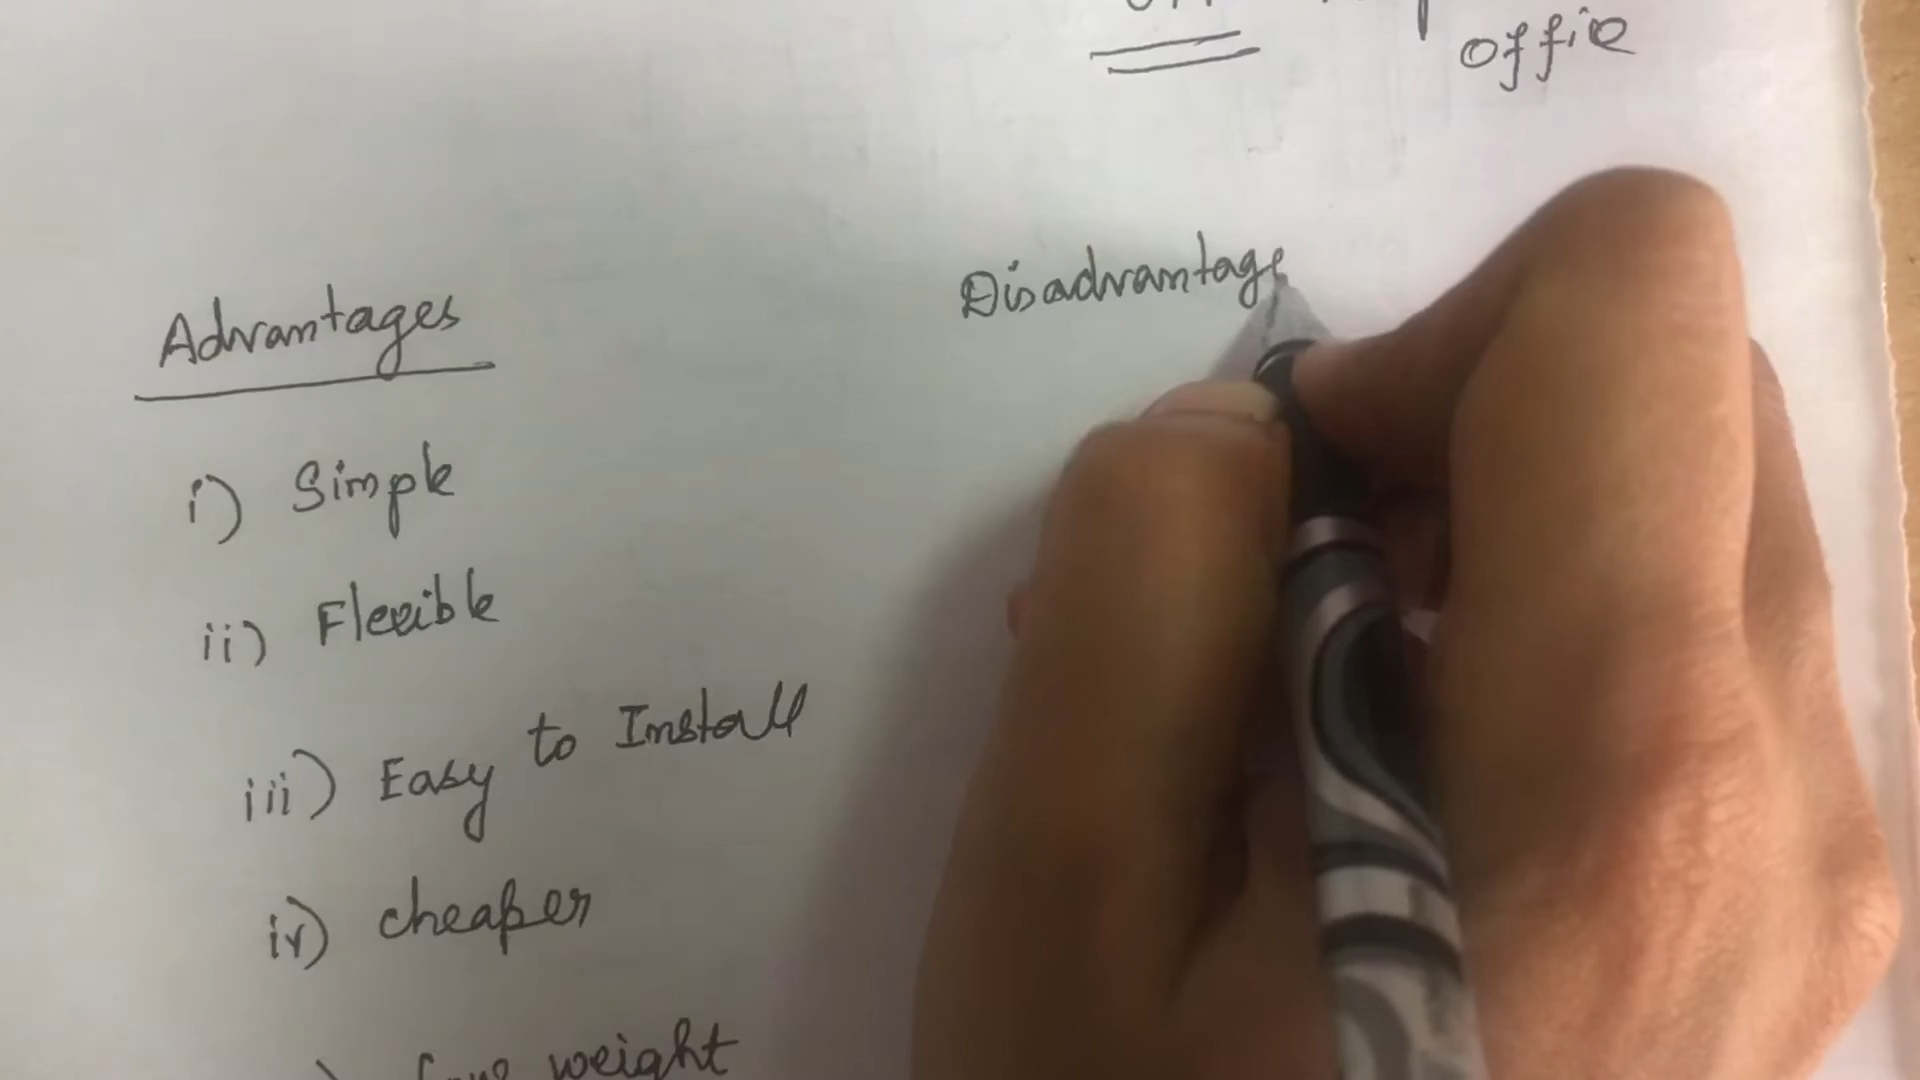 offie
Advantages
Disadvantage
i) Simple
ii) Flexible
iii) Easy to Install
iv) cheaper
weight